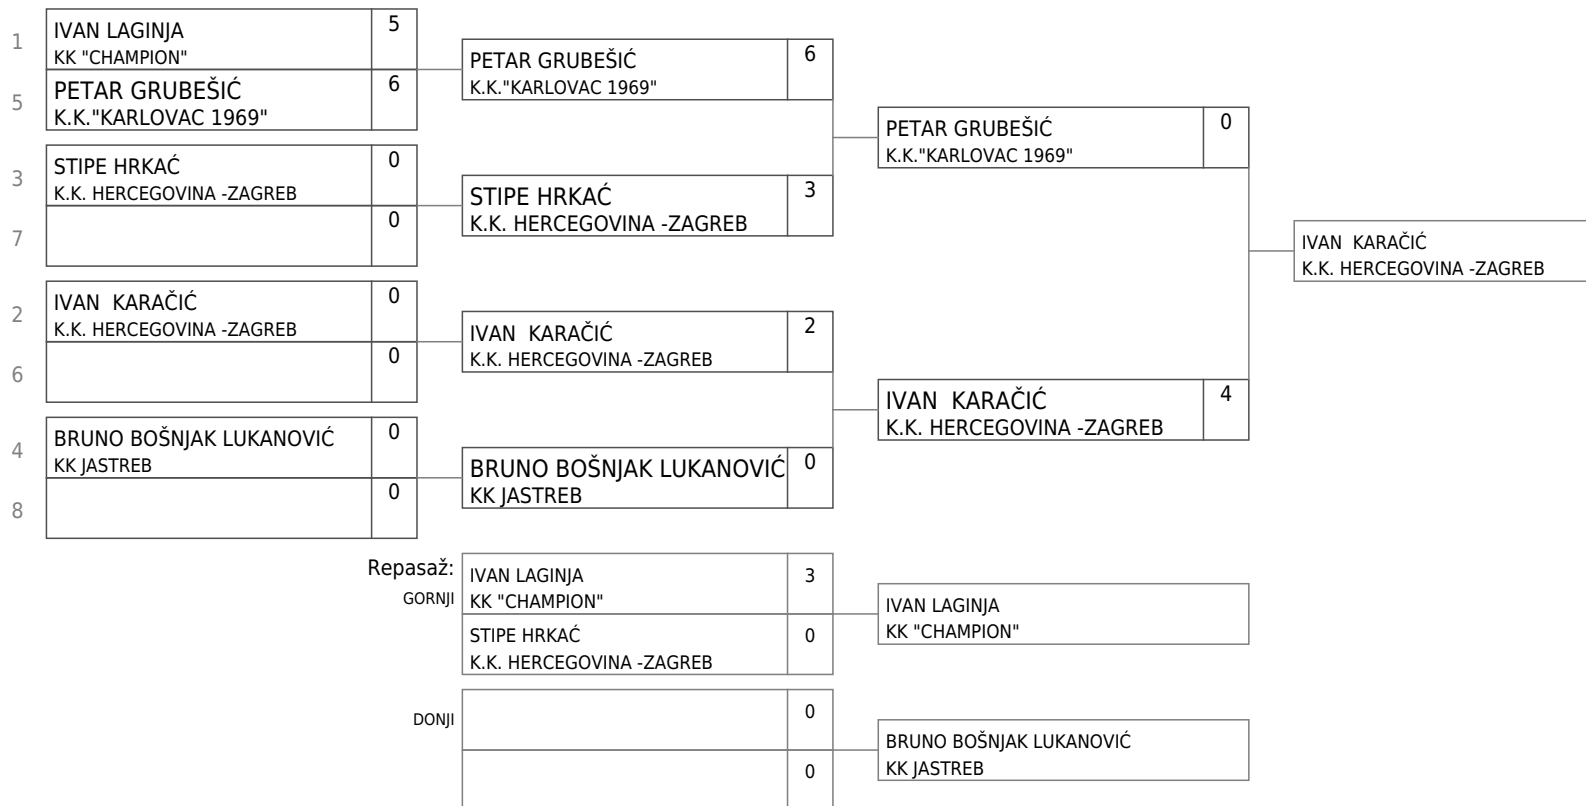 1
IVAN LAGINJA
KK "CHAMPION"
5
5
PETAR GRUBEŠIĆ
K.K."KARLOVAC 1969"
6
3
STIPE HRKAĆ
K.K. HERCEGOVINA -ZAGREB
0
7
0
2
IVAN  KARAČIĆ
K.K. HERCEGOVINA -ZAGREB
0
6
0
4
BRUNO BOŠNJAK LUKANOVIĆ
KK JASTREB
0
8
0
PETAR GRUBEŠIĆ
K.K."KARLOVAC 1969"
6
STIPE HRKAĆ
K.K. HERCEGOVINA -ZAGREB
3
IVAN  KARAČIĆ
K.K. HERCEGOVINA -ZAGREB
2
BRUNO BOŠNJAK LUKANOVIĆ
KK JASTREB
0
PETAR GRUBEŠIĆ
K.K."KARLOVAC 1969"
0
IVAN  KARAČIĆ
K.K. HERCEGOVINA -ZAGREB
4
IVAN  KARAČIĆ
K.K. HERCEGOVINA -ZAGREB
Repasaž:
GORNJI
IVAN LAGINJA
KK "CHAMPION"
3
STIPE HRKAĆ
K.K. HERCEGOVINA -ZAGREB
0
IVAN LAGINJA
KK "CHAMPION"
DONJI
0
0
BRUNO BOŠNJAK LUKANOVIĆ
KK JASTREB